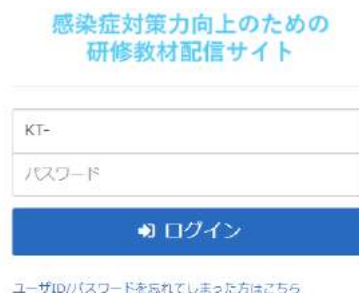 感染症対策力向上のための
研修教材配信サイト
KT-
パスワード
ログイン
ユーザID/パスワードを忘れてしまった方はこちら